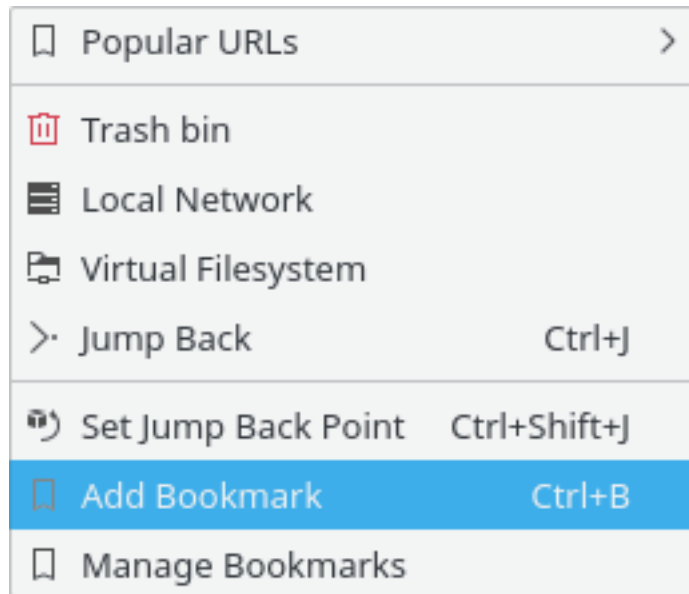 Popular URLs
Trash bin
Local Network
Virtual Filesystem
Jump Back Ctrl+J
Set Jump Back Point Ctrl+Shift+J
Add Bookmark Ctrl+B
Manage Bookmarks